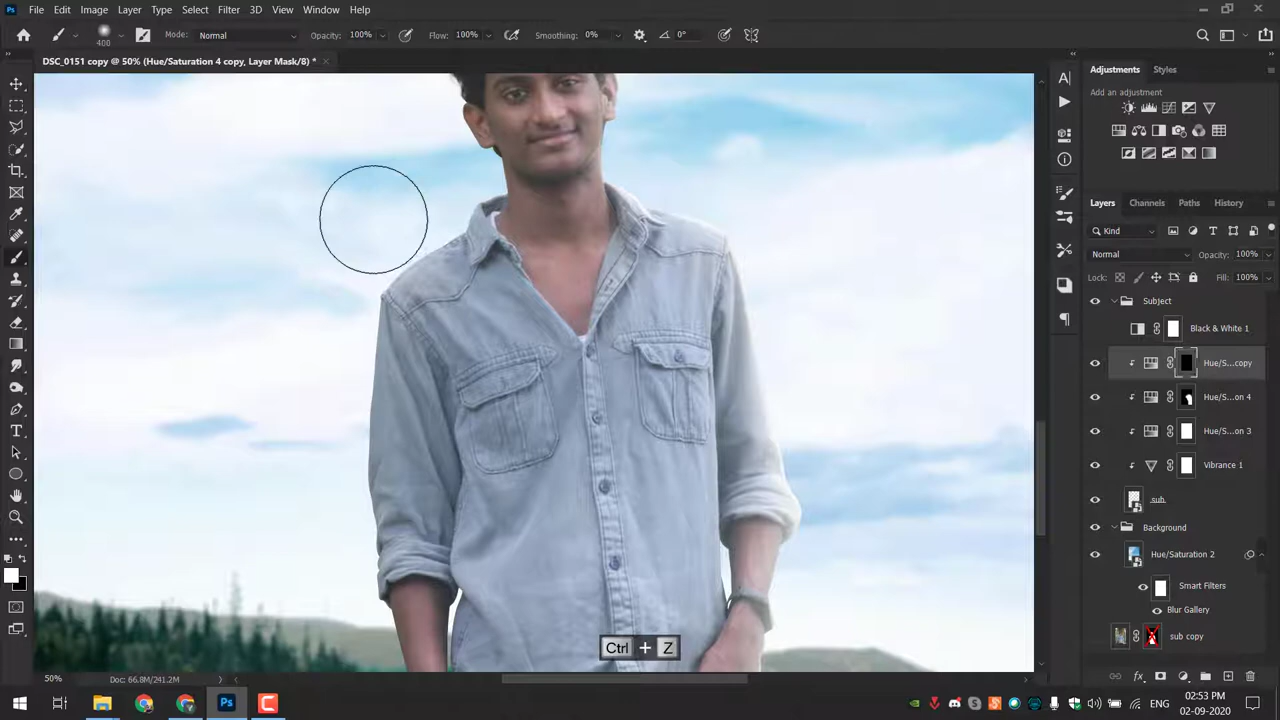 Ps File Edit Image Layer Type Select Filter 3D View Window Help
400 Mode: Normal Opacity: 100% Flow: 100% Smoothing: 0% 0°
DSC_0151 copy @ 50% (Hue/Saturation 4 copy, Layer Mask/8) * ×
Adjustments Styles
Add an adjustment
Layers Channels Paths History
Kind
Normal Opacity: 100%
Lock: Fill: 100%
Subject
Black & White 1
Hue/S...copy
Hue/S...on 4
Hue/S...on 3
Vibrance 1
sub
Background
Hue/Saturation 2
Smart Filters
Blur Gallery
sub copy
Ctrl + Z
50% Doc: 66.8M/241.2M
fx
Ps ENG 02:53 PM
02-09-2020